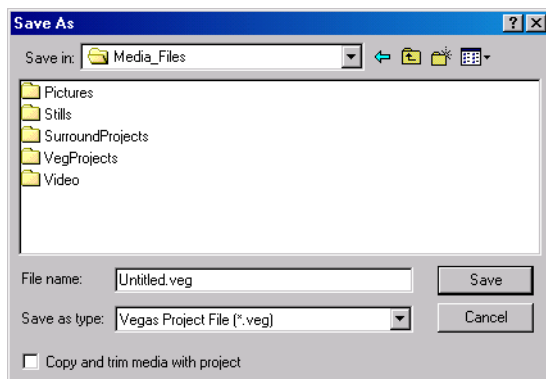 Save As
Save in: Media_Files
Pictures
Stills
SurroundProjects
VegProjects
Video
File name: Untitled.veg Save
Save as type: Vegas Project File (*.veg) Cancel
Copy and trim media with project